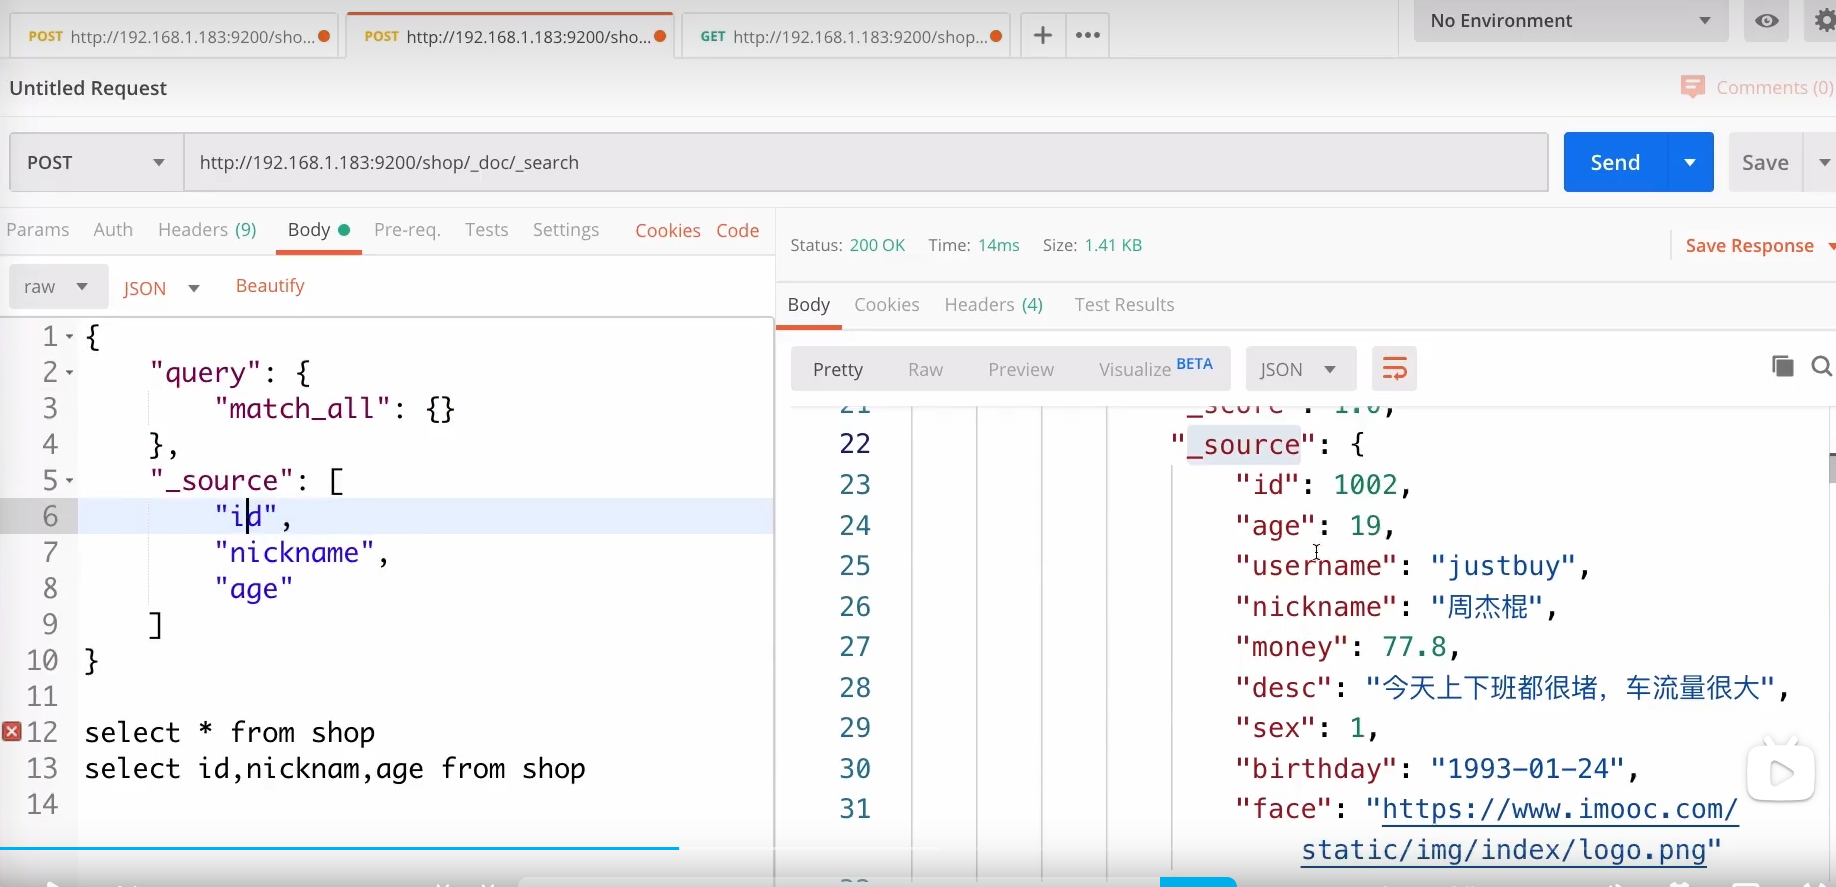 POST http://192.168.1.183:9200/sho...
POST http://192.168.1.183:9200/sho...
GET http://192.168.1.183:9200/shop...
No Environment
Untitled Request
Comments (0)
POST
http://192.168.1.183:9200/shop/_doc/_search
Send
Save
Params Auth Headers (9) Body Pre-req. Tests Settings Cookies Code
Status: 200 OK Time: 14ms Size: 1.41 KB
Save Response
raw JSON Beautify
Body Cookies Headers (4) Test Results
Pretty Raw Preview Visualize BETA JSON
1 {
2 "query": {
3 "match_all": {}
4 },
5 "_source": [
6 "id",
7 "nickname",
8 "age"
9 ]
10 }
11
12 select * from shop
13 select id,nicknam,age from shop
14
21 "_score": 1.0,
22 "_source": {
23 "id": 1002,
24 "age": 19,
25 "username": "justbuy",
26 "nickname": "周杰棍",
27 "money": 77.8,
28 "desc": "今天上下班都很堵，车流量很大",
29 "sex": 1,
30 "birthday": "1993-01-24",
31 "face": "https://www.imooc.com/
static/img/index/logo.png"